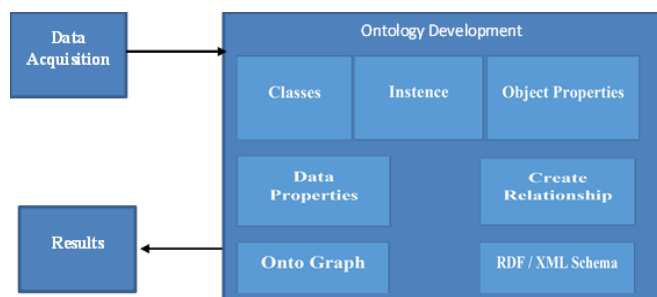 Data
Acquisition
Ontology Development
Classes
Instence
Object Properties
Data
Properties
Create
Relationship
Results
Onto Graph
RDF / XML Schema